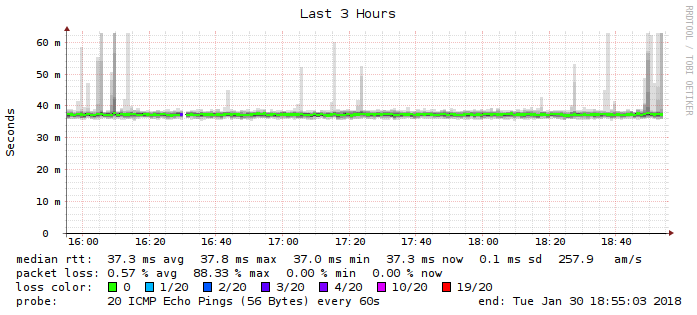 Last 3 Hours
RRDTOOL / TOBI OETIKER
Seconds
60 m
50 m
40 m
30 m
20 m
10 m
0
16:00 16:20 16:40 17:00 17:20 17:40 18:00 18:20 18:40
median rtt: 37.3 ms avg 37.8 ms max 37.0 ms min 37.3 ms now 0.1 ms sd 257.9 am/s
packet loss: 0.57 % avg 88.33 % max 0.00 % min 0.00 % now
loss color: 0 1/20 2/20 3/20 4/20 10/20 19/20
probe: 20 ICMP Echo Pings (56 Bytes) every 60s end: Tue Jan 30 18:55:03 2018